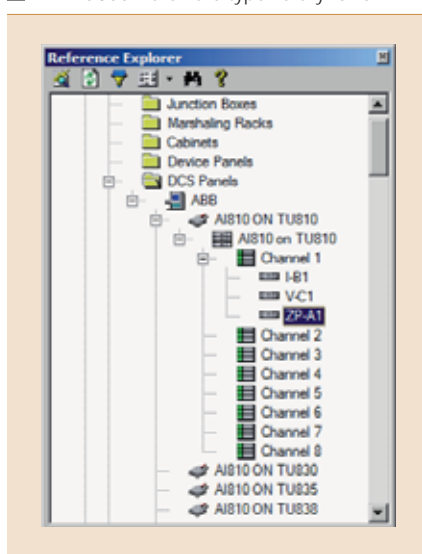 Reference Explorer
Junction Boxes
Marshaling Racks
Cabinets
Device Panels
DCS Panels
ABB
AI810 ON TU810
AI810 on TU810
Channel 1
I-B1
V-C1
ZP-A1
Channel 2
Channel 3
Channel 4
Channel 5
Channel 6
Channel 7
Channel 8
AI810 ON TU830
AI810 ON TU835
AI810 ON TU838